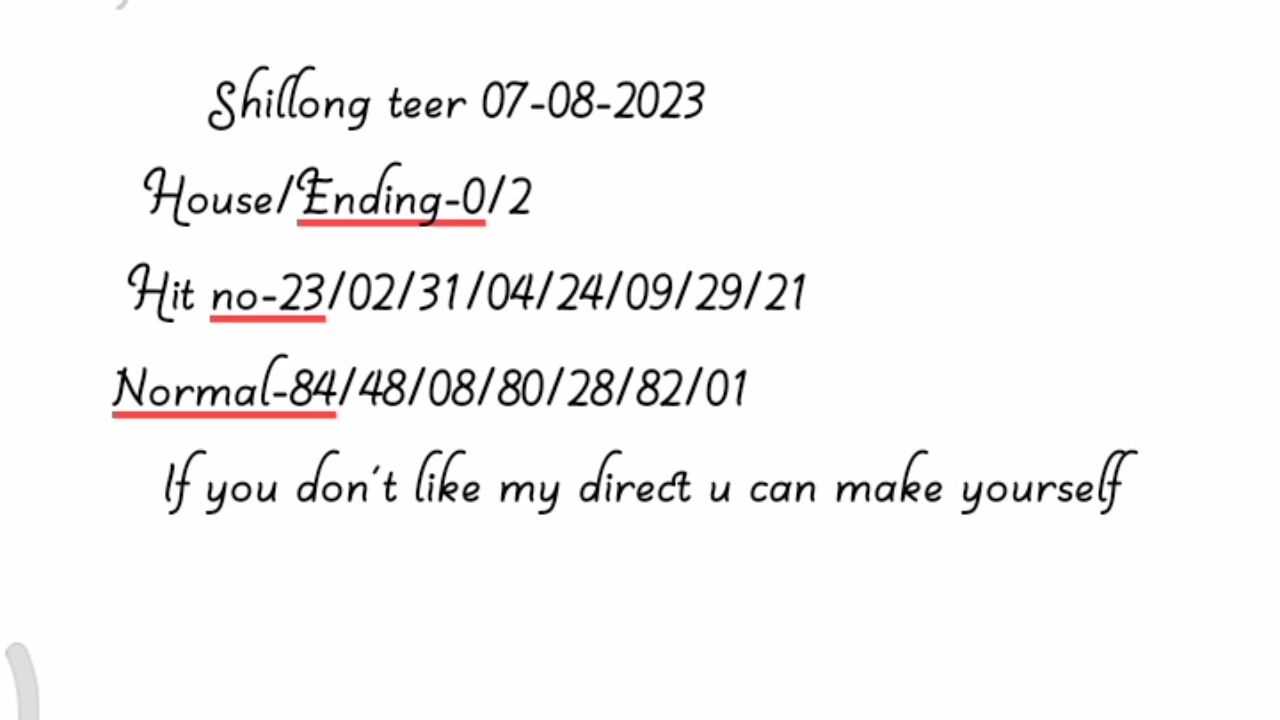 Shillong teer 07-08-2023
House/Ending-0/2
Hit no-23/02/31/04/24/09/29/21
Normal-84/48/08/80/28/82/01
If you don't like my direct u can make yourself